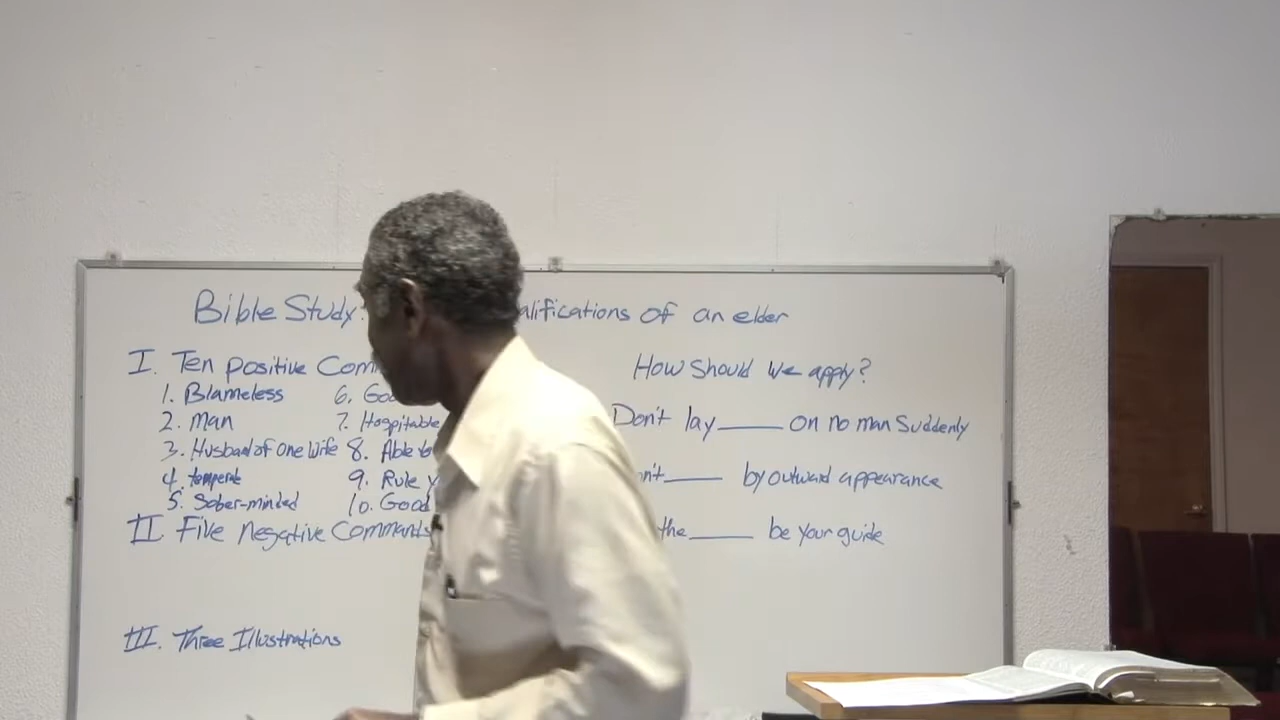 Bible Study: alifications of an elder
I. Ten Positive Com
1. Blameless
2. Man
3. Husband of One Wife
4. temperate
5. Sober-minded
6. Goo
7. Hospitable
8. Able to
9. Rule
10. Good
II. Five Negative Commands
III. Three Illustrations
How Should We apply?
Don't lay ____ on no man Suddenly
n't ____ by outward appearance
the ____ be your guide